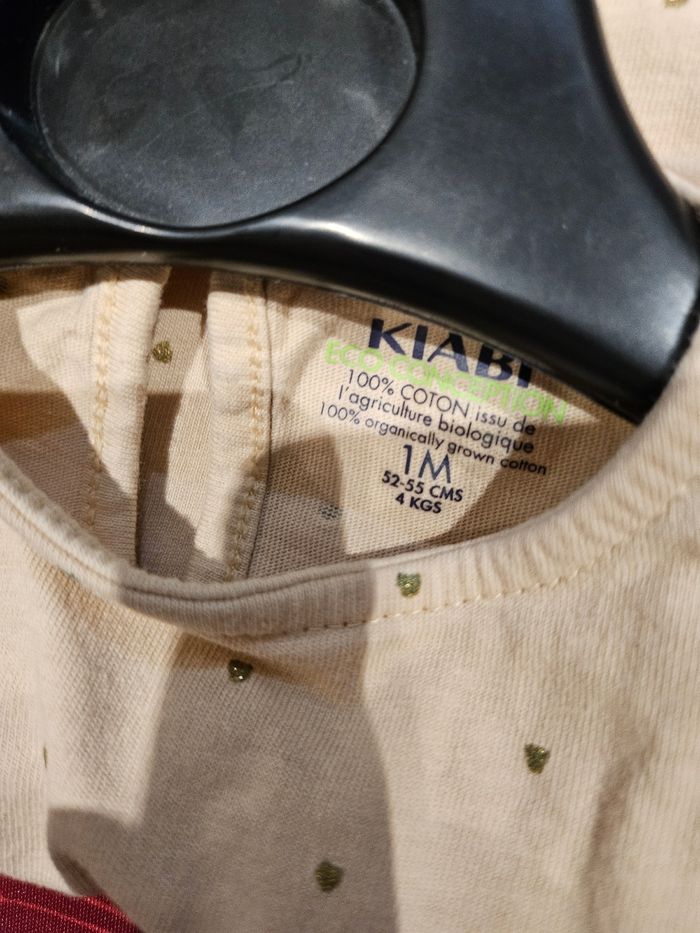 KIABI
ECO-CONCEPTION
100% COTON issu de
l'agriculture biologique
100% organically grown cotton
1M
52-55 CMS
4 KGS